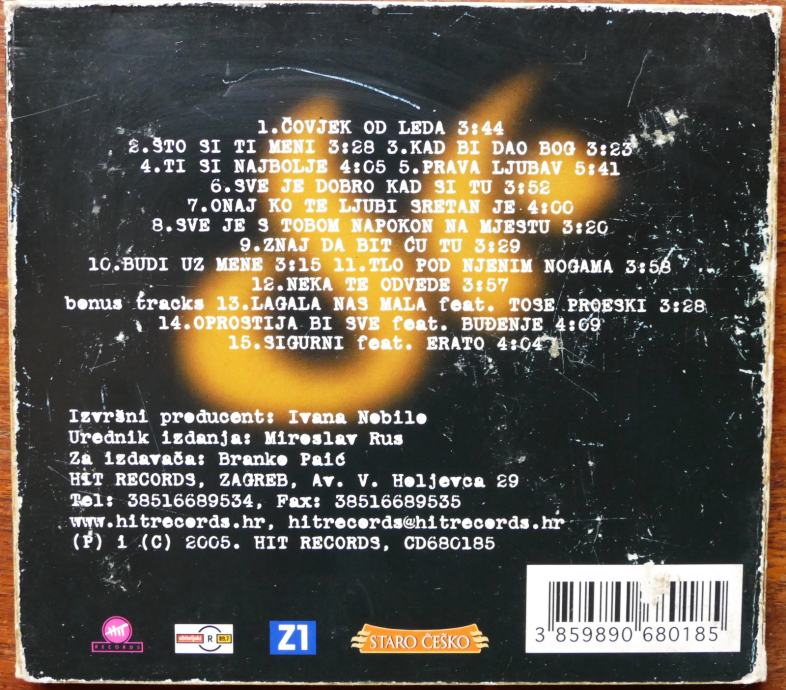 1.ČOVJEK OD LEDA 3:44
2.ŠTO SI TI MENI 3:28 3.KAD BI DAO BOG 3:23
4.TI SI NAJBOLJE 4:05 5.PRAVA LJUBAV 5:41
6.SVE JE DOBRO KAD SI TU 3:52
7.ONAJ KO TE LJUBI SRETAN JE 4:00
8.SVE JE S TOBOM NAPOKON NA MJESTU 3:20
9.ZNAJ DA BIT ĆU TU 3:29
10.BUDI UZ MENE 3:15 11.TLO POD NJENIM NOGAMA 3:58
12.NEKA TE ODVEDE 3:57
bonus tracks 13.LAGALA NAS MALA feat. TOSE PROESKI 3:28
14.OPROSTIJA BI SVE feat. BUĐENJE 4:09
15.SIGURNI feat. ERATO 4:04
Izvršni producent: Ivana Nobilo
Urednik izdanja: Miroslav Rus
Za izdavača: Branko Paić
HIT RECORDS, ZAGREB, Av. V. Holjevca 29
Tel: 38516689534, Fax: 38516689535
www.hitrecords.hr, hitrecords@hitrecords.hr
(P) i (C) 2005. HIT RECORDS, CD680185
HIT RECORDS
obiteljski R 89.7
Z1
STARO ČEŠKO
3 859890 680185